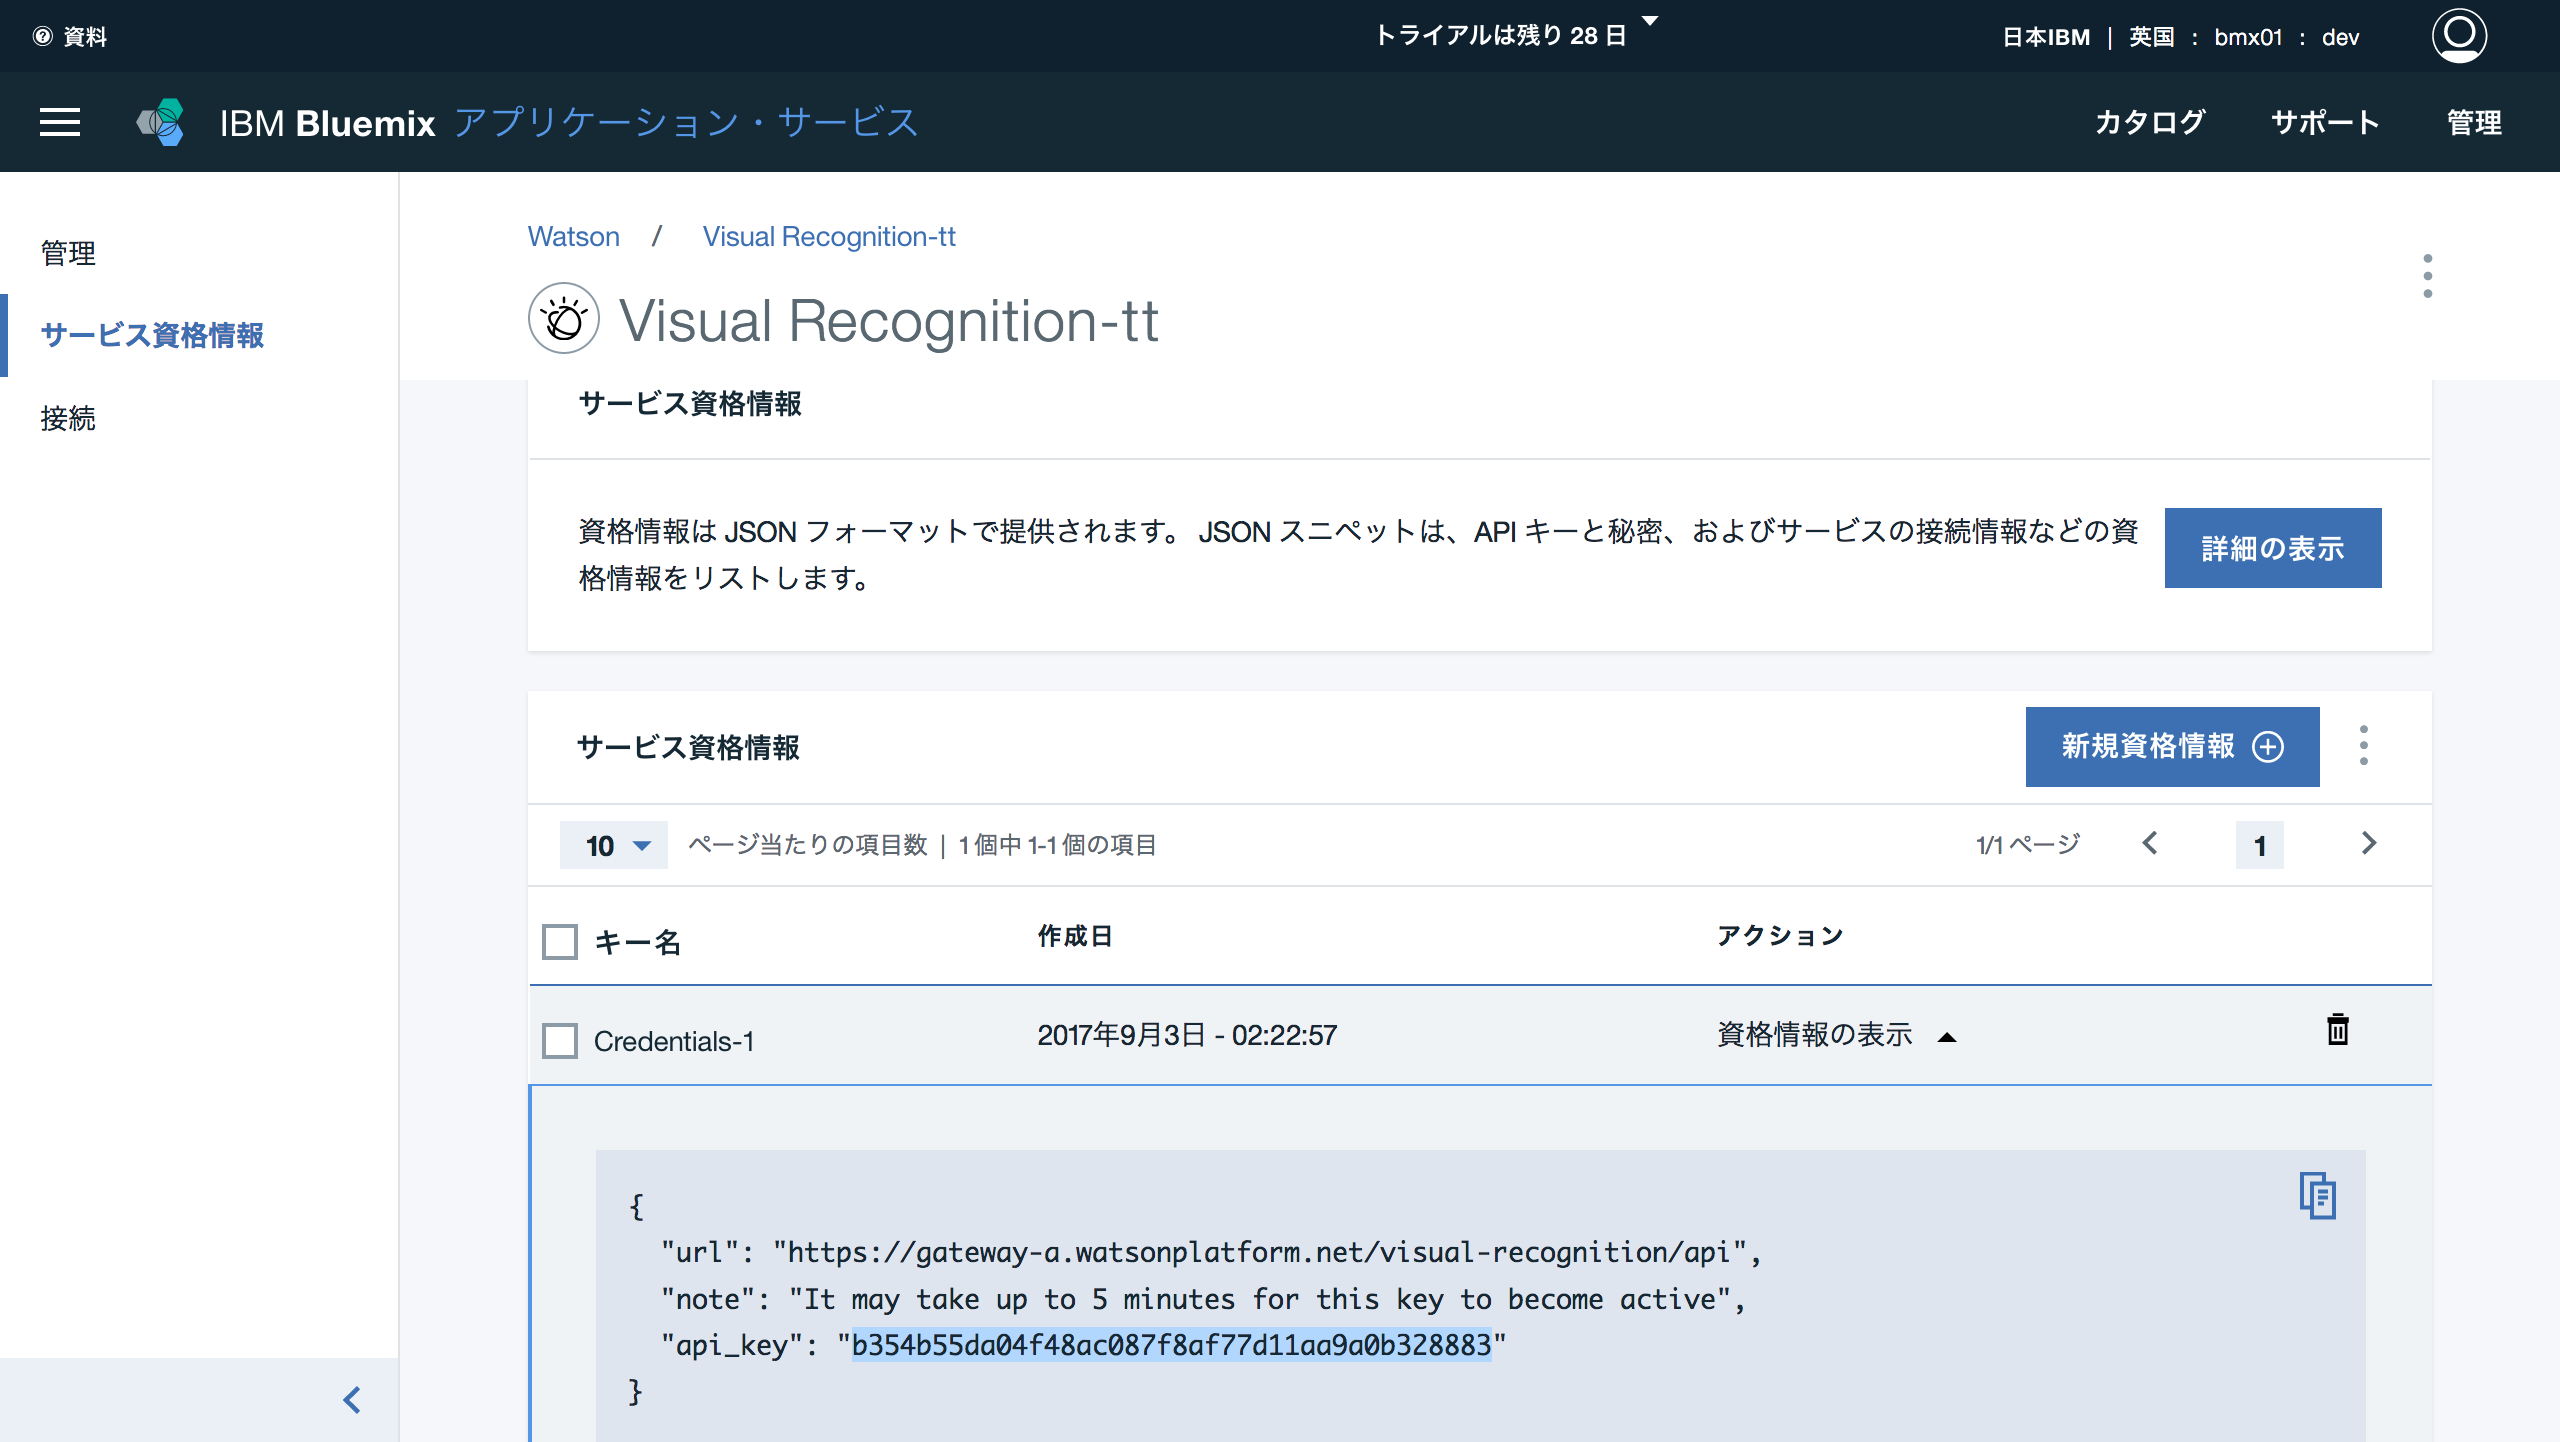 資料
トライアルは残り 28 日
日本IBM | 英国 : bmx01 : dev
IBM Bluemix アプリケーション・サービス
カタログ
サポート
管理
管理
サービス資格情報
接続
Watson / Visual Recognition-tt
Visual Recognition-tt
サービス資格情報
資格情報は JSON フォーマットで提供されます。 JSON スニペットは、API キーと秘密、およびサービスの接続情報などの資
格情報をリストします。
詳細の表示
サービス資格情報
新規資格情報
10 ページ当たりの項目数 | 1 個中 1-1 個の項目
1/1 ページ
1
キー名
作成日
アクション
Credentials-1
2017年9月3日 - 02:22:57
資格情報の表示
{
"url": "https://gateway-a.watsonplatform.net/visual-recognition/api",
"note": "It may take up to 5 minutes for this key to become active",
"api_key": "b354b55da04f48ac087f8af77d11aa9a0b328883"
}